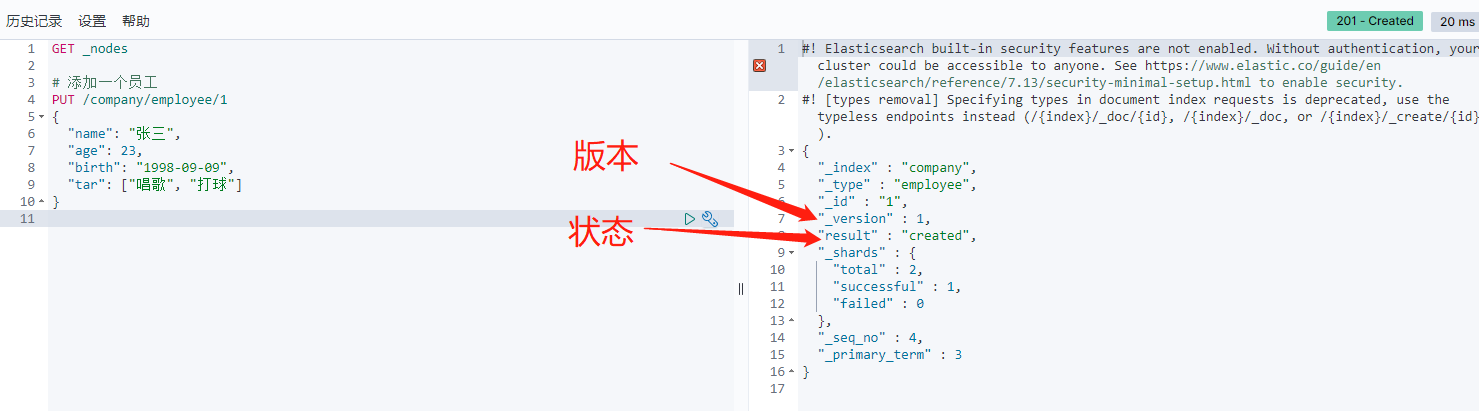 历史记录 设置 帮助
201 - Created
20 ms
1 GET _nodes
2
3 # 添加一个员工
4 PUT /company/employee/1
5 {
6 "name": "张三",
7 "age": 23,
8 "birth": "1998-09-09",
9 "tar": ["唱歌", "打球"]
10 }
11
版本
状态
1 #! Elasticsearch built-in security features are not enabled. Without authentication, your
cluster could be accessible to anyone. See https://www.elastic.co/guide/en
/elasticsearch/reference/7.13/security-minimal-setup.html to enable security.
2 #! [types removal] Specifying types in document index requests is deprecated, use the
typeless endpoints instead (/{index}/_doc/{id}, /{index}/_doc, or /{index}/_create/{id}
).
3 {
4 "_index" : "company",
5 "_type" : "employee",
6 "_id" : "1",
7 "_version" : 1,
8 "result" : "created",
9 "_shards" : {
10 "total" : 2,
11 "successful" : 1,
12 "failed" : 0
13 },
14 "_seq_no" : 4,
15 "_primary_term" : 3
16 }
17